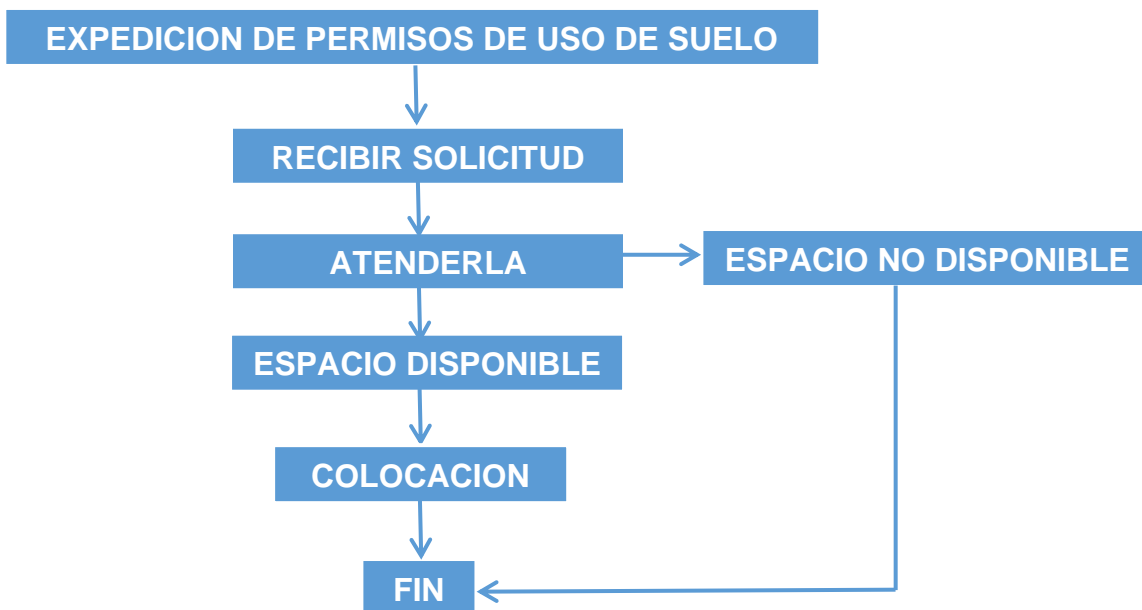 EXPEDICION DE PERMISOS DE USO DE SUELO
RECIBIR SOLICITUD
ATENDERLA
ESPACIO NO DISPONIBLE
ESPACIO DISPONIBLE
COLOCACION
FIN